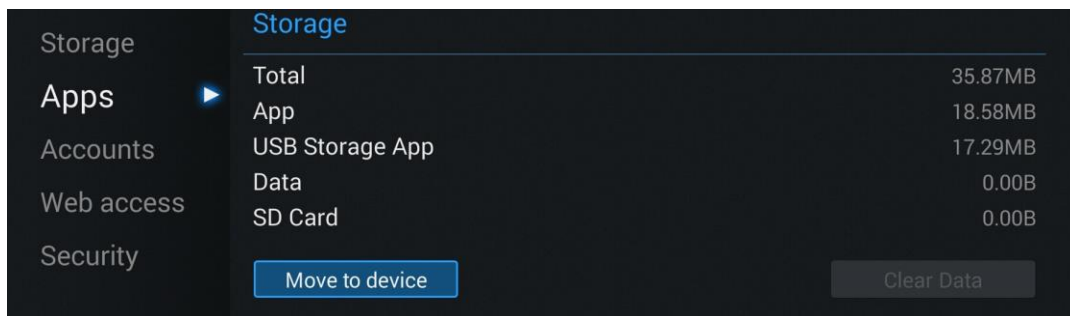 Storage
Apps
Accounts
Web access
Security
Storage
Total 35.87MB
App 18.58MB
USB Storage App 17.29MB
Data 0.00B
SD Card 0.00B
Move to device Clear Data